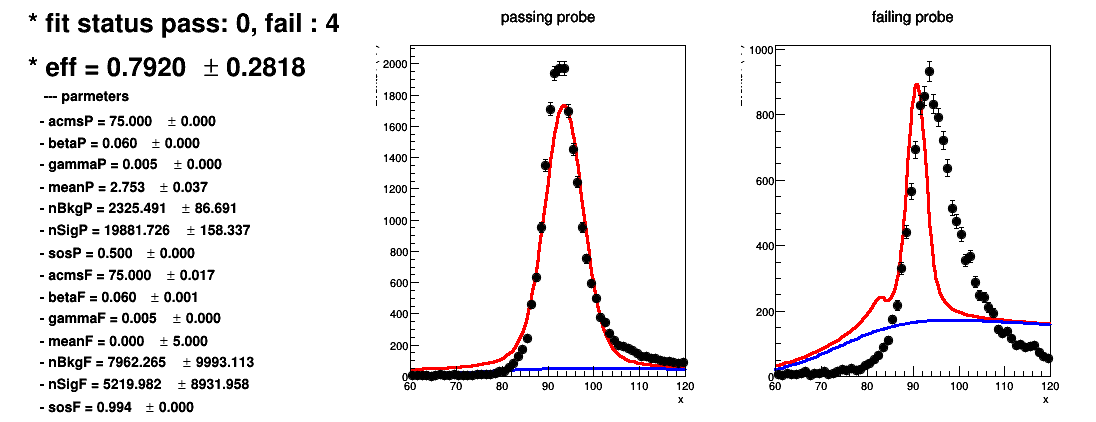 * fit status pass: 0, fail : 4
* eff = 0.7920 ± 0.2818
--- parmeters
- acmsP = 75.000 ± 0.000
- betaP = 0.060 ± 0.000
- gammaP = 0.005 ± 0.000
- meanP = 2.753 ± 0.037
- nBkgP = 2325.491 ± 86.691
- nSigP = 19881.726 ± 158.337
- sosP = 0.500 ± 0.000
- acmsF = 75.000 ± 0.017
- betaF = 0.060 ± 0.001
- gammaF = 0.005 ± 0.000
- meanF = 0.000 ± 5.000
- nBkgF = 7962.265 ± 9993.113
- nSigF = 5219.982 ± 8931.958
- sosF = 0.994 ± 0.000
passing probe
2000
1800
1600
1400
1200
1000
800
600
400
200
0
60 70 80 90 100 110 120
x
failing probe
1000
800
600
400
200
0
60 70 80 90 100 110 120
x